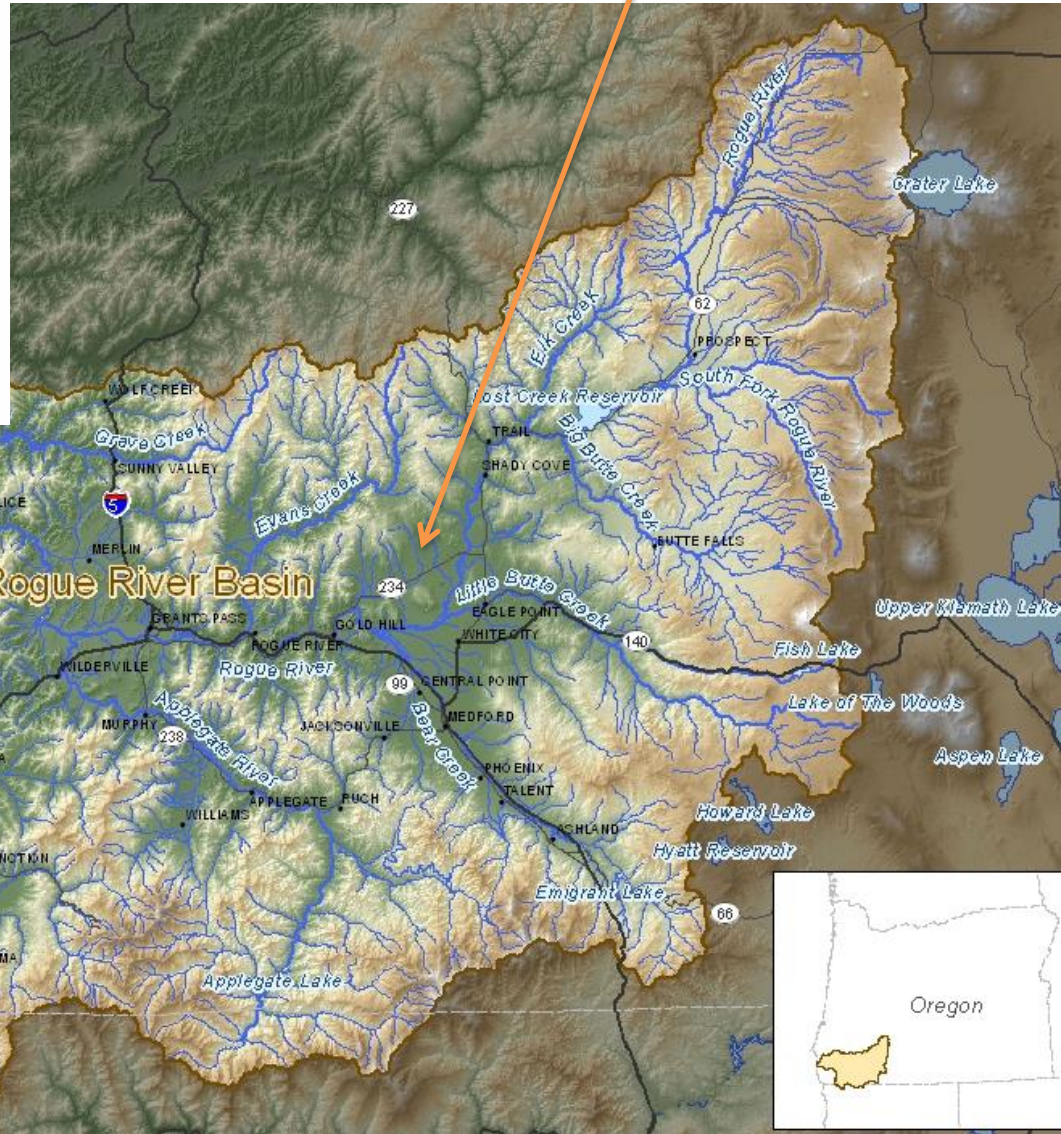 Rogue River
Crater Lake
227
Elk Creek
62
PROSPECT
South Fork Rogue River
WOLF CREEK
Lost Creek Reservoir
Grave Creek
TRAIL
Big Butte Creek
SUNNY VALLEY
SHADY COVE
5
Evans Creek
MERLIN
BUTTE FALLS
Rogue River Basin
234
Little Butte Creek
EAGLE POINT
Upper Klamath Lake
GRANTS PASS
GOLD HILL
ROGUE RIVER
WHITE CITY
140
Fish Lake
WILDERVILLE
Rogue River
99
CENTRAL POINT
Lake of The Woods
MURPHY
Applegate River
238
JACKSONVILLE
Bear Creek
MEDFORD
Aspen Lake
PHOENIX
APPLEGATE
RUCH
TALENT
WILLIAMS
Howard Lake
ASHLAND
Hyatt Reservoir
Emigrant Lake
66
Applegate Lake
Oregon